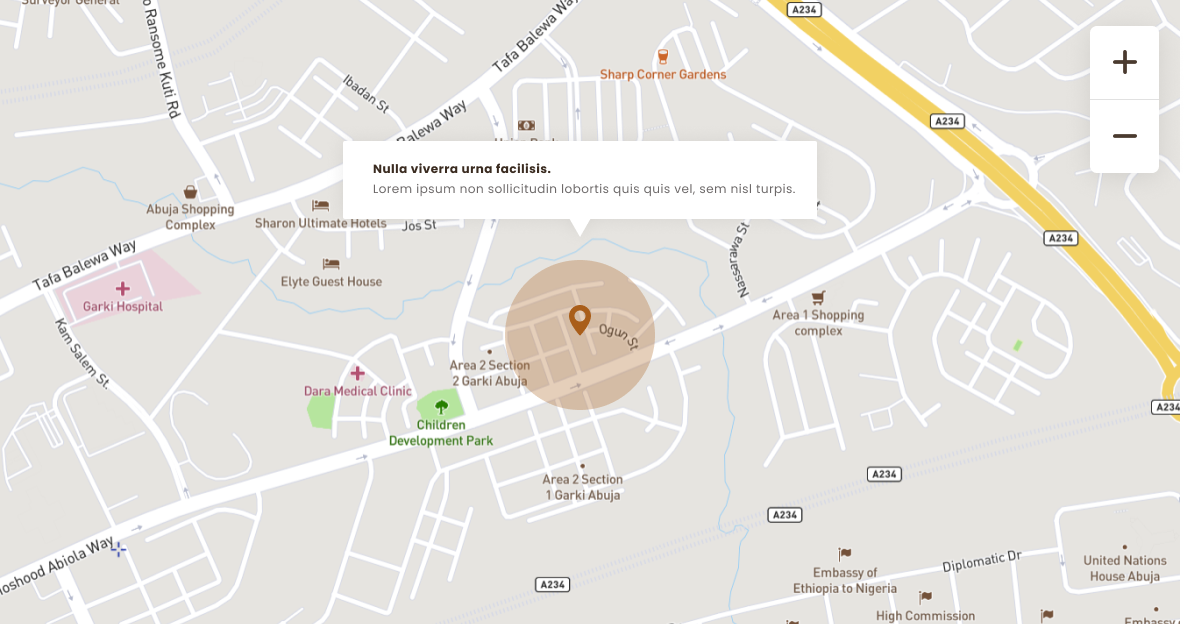 Surveyor General
o Ransome Kuti Rd
Tafa Balewa Way
A234
Sharp Corner Gardens
Ibadan St
Balewa Way
A234
Nulla viverra urna facilisis.
Lorem ipsum non sollicitudin lobortis quis quis vel, sem nisl turpis.
Abuja Shopping
Complex
Sharon Ultimate Hotels
Jos St
Nassarawa St
A234
Tafa Balewa Way
Elyte Guest House
Garki Hospital
Area 1 Shopping
complex
Ogun St
Kam Salem St.
Area 2 Section
2 Garki Abuja
Dara Medical Clinic
A234
Children
Development Park
Area 2 Section
1 Garki Abuja
A234
A234
oshood Abiola Way
Diplomatic Dr
United Nations
House Abuja
Embassy of
Ethiopia to Nigeria
A234
High Commission
Embassy